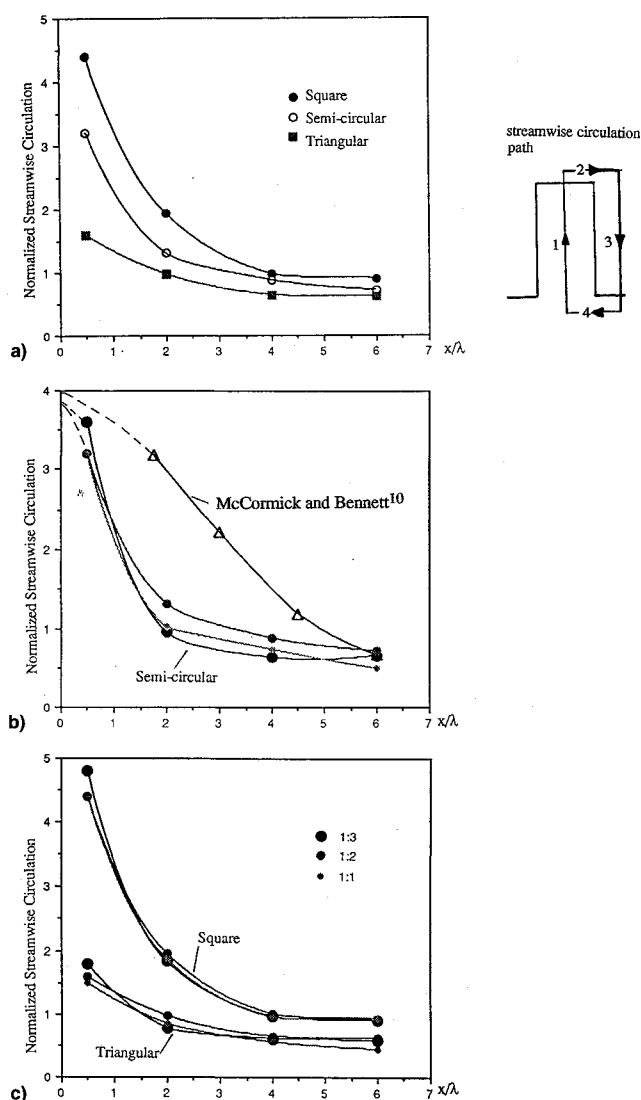 5
4
3
2
1
0
Normalized Streamwise Circulation
Square
Semi-circular
Triangular
0 1 2 3 4 5 6 7
x/λ
a)
streamwise circulation
path
2
1
3
4
4
3
2
1
0
Normalized Streamwise Circulation
McCormick and Bennett10
Semi-circular
0 1 2 3 4 5 6 7
x/λ
b)
5
4
3
2
1
0
Normalized Streamwise Circulation
1:3
1:2
1:1
Square
Triangular
0 1 2 3 4 5 6 7
x/λ
c)